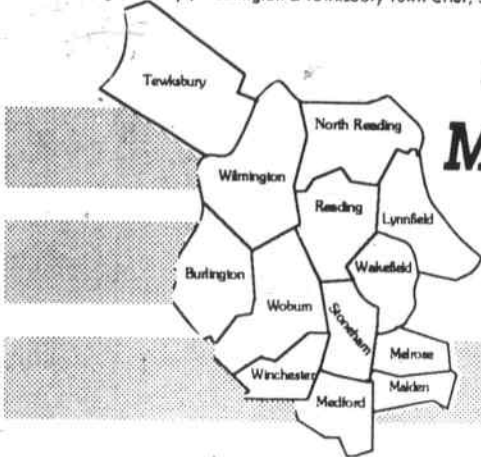 Tewksbury
North Reading
Wilmington
Reading
Lynnfield
Wakefield
Burlington
Woburn
Stoneham
Melrose
Winchester
Malden
Medford
M